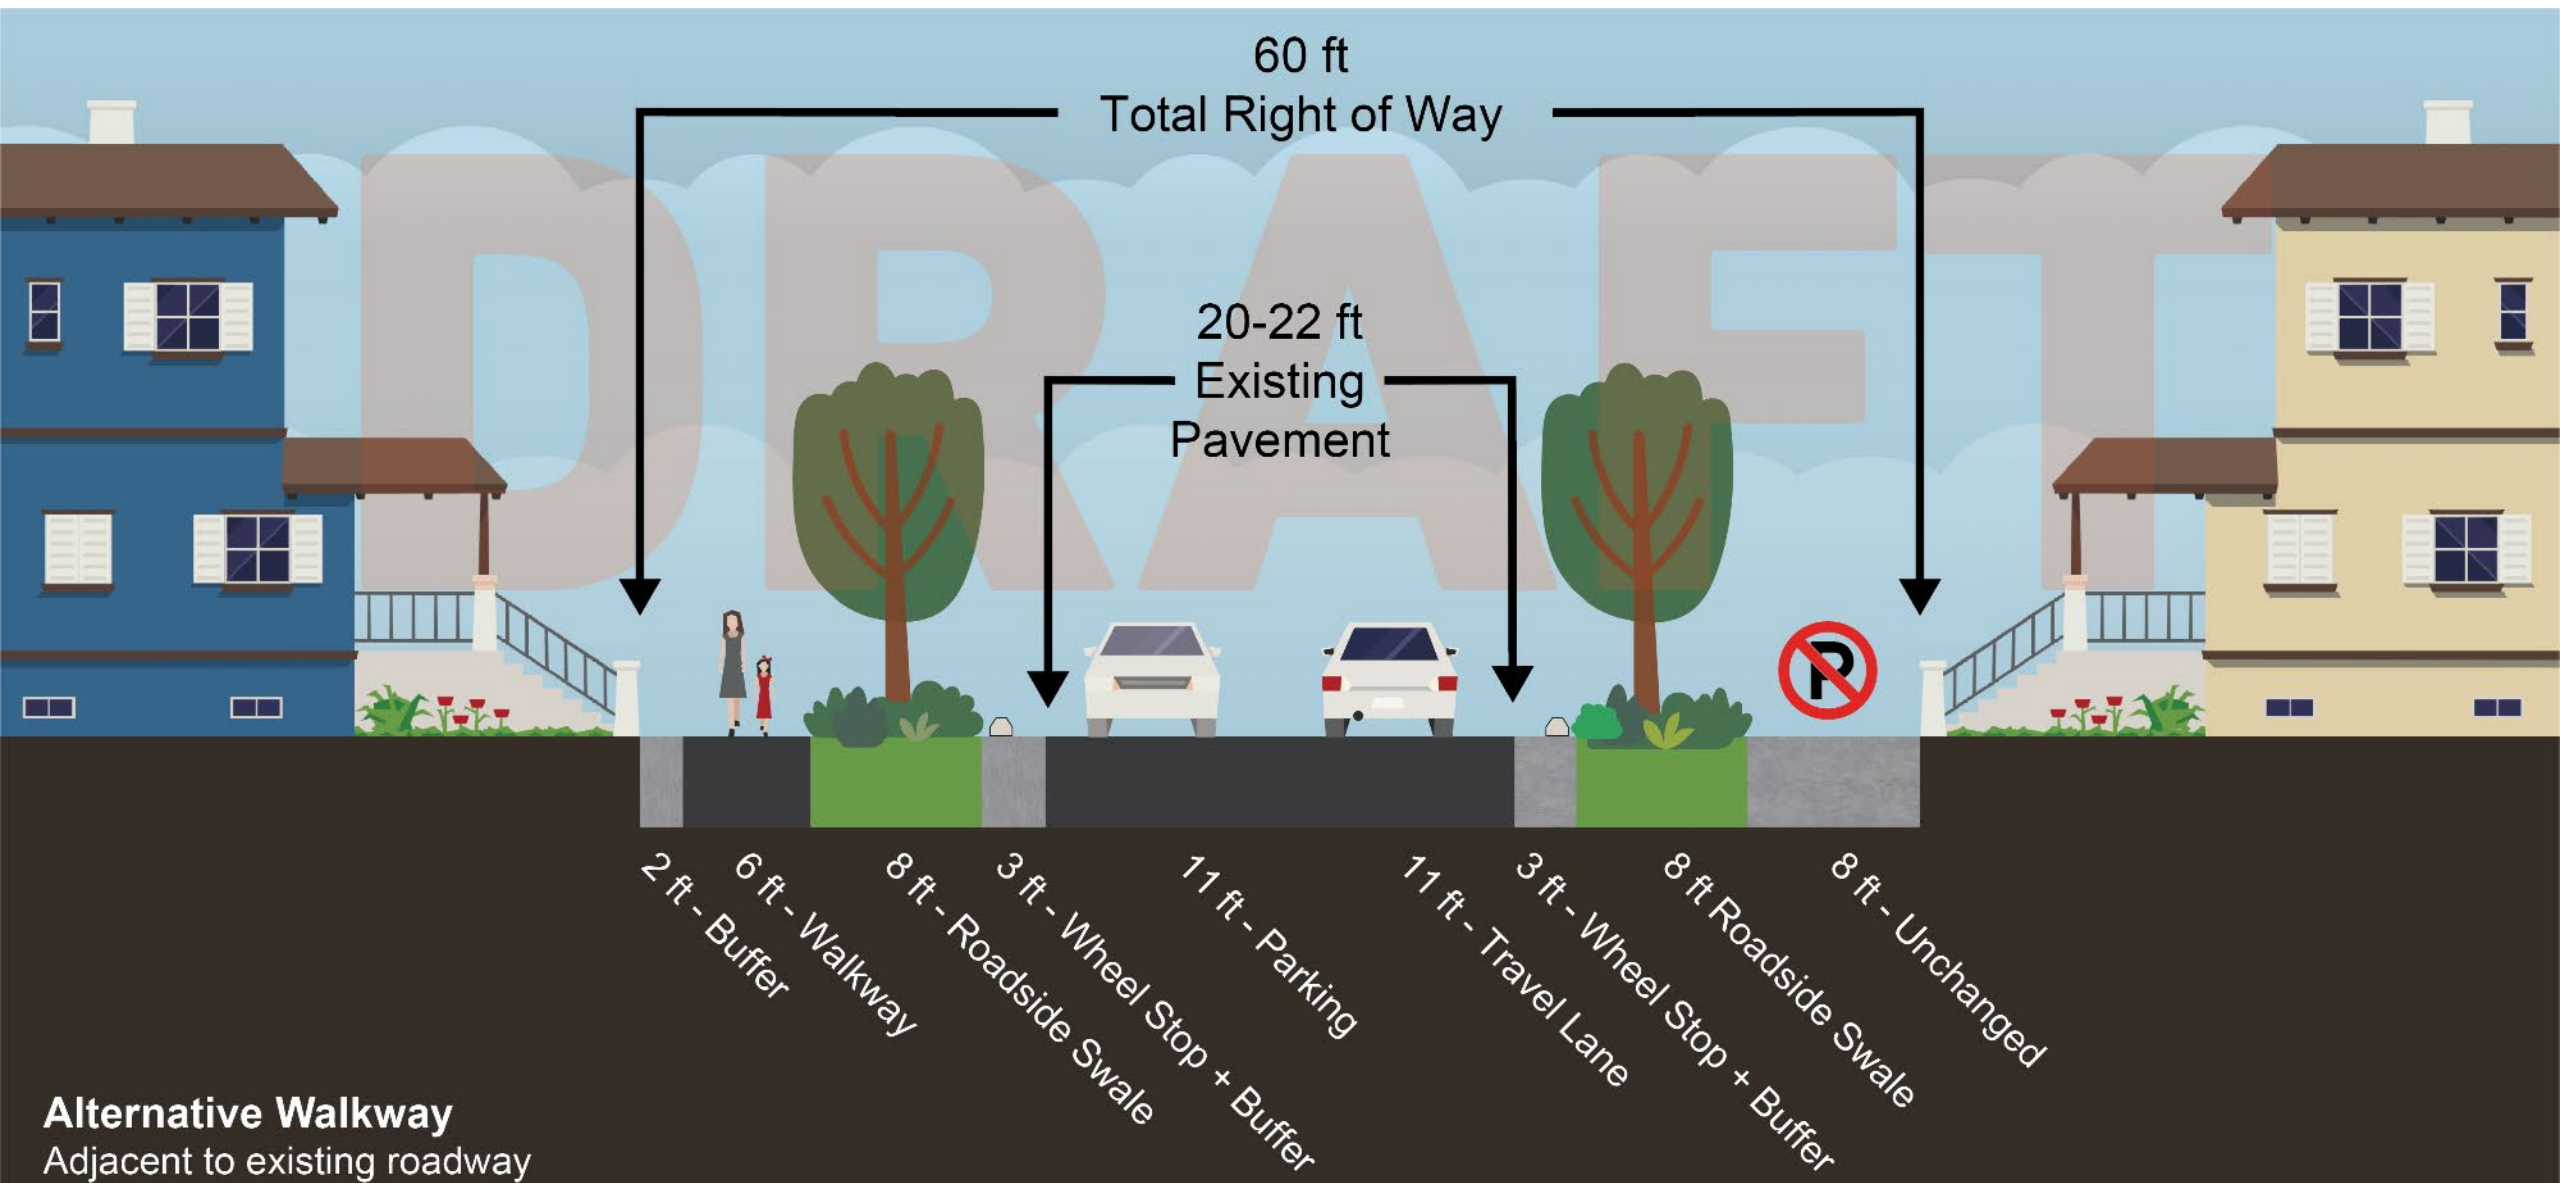 60 ft
Total Right of Way
DRAFT
20-22 ft
Existing
Pavement
P
2 ft - Buffer
6 ft - Walkway
8 ft - Roadside Swale
3 ft - Wheel Stop + Buffer
11 ft - Parking
11 ft - Travel Lane
3 ft - Wheel Stop + Buffer
8 ft Roadside Swale
8 ft - Unchanged
Alternative Walkway
Adjacent to existing roadway